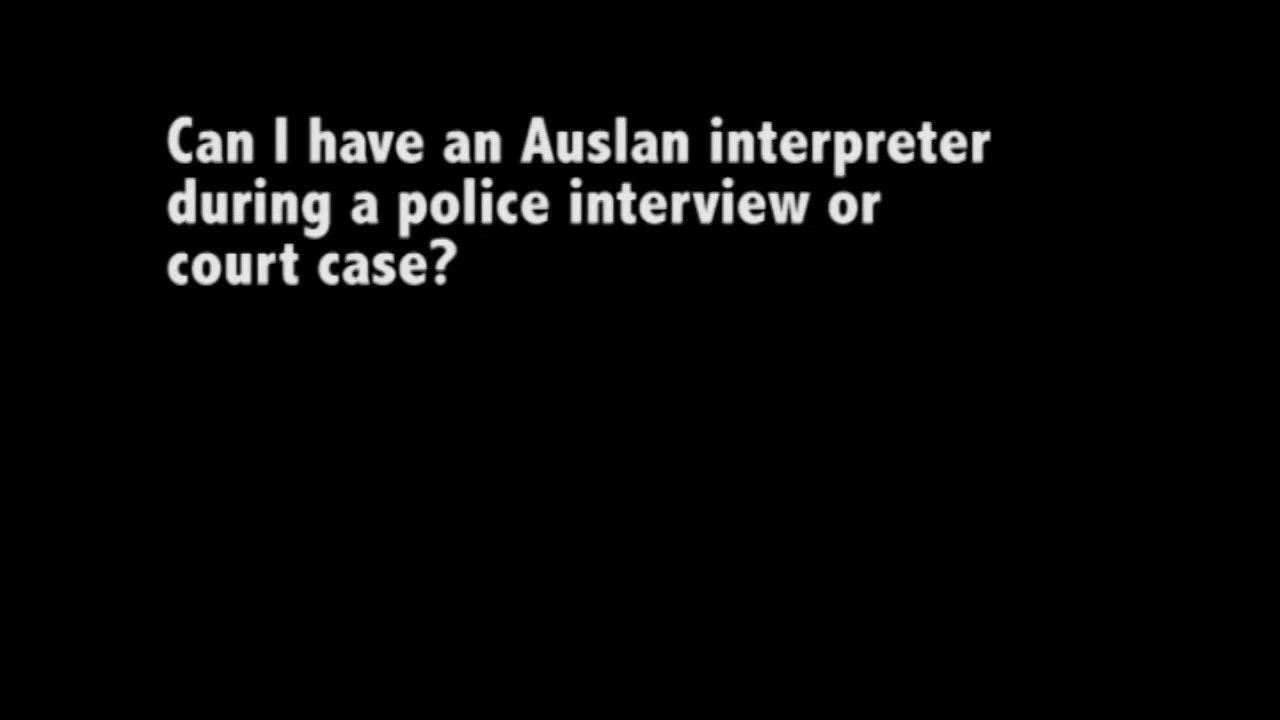 Can I have an Auslan interpreter
during a police interview or
court case?